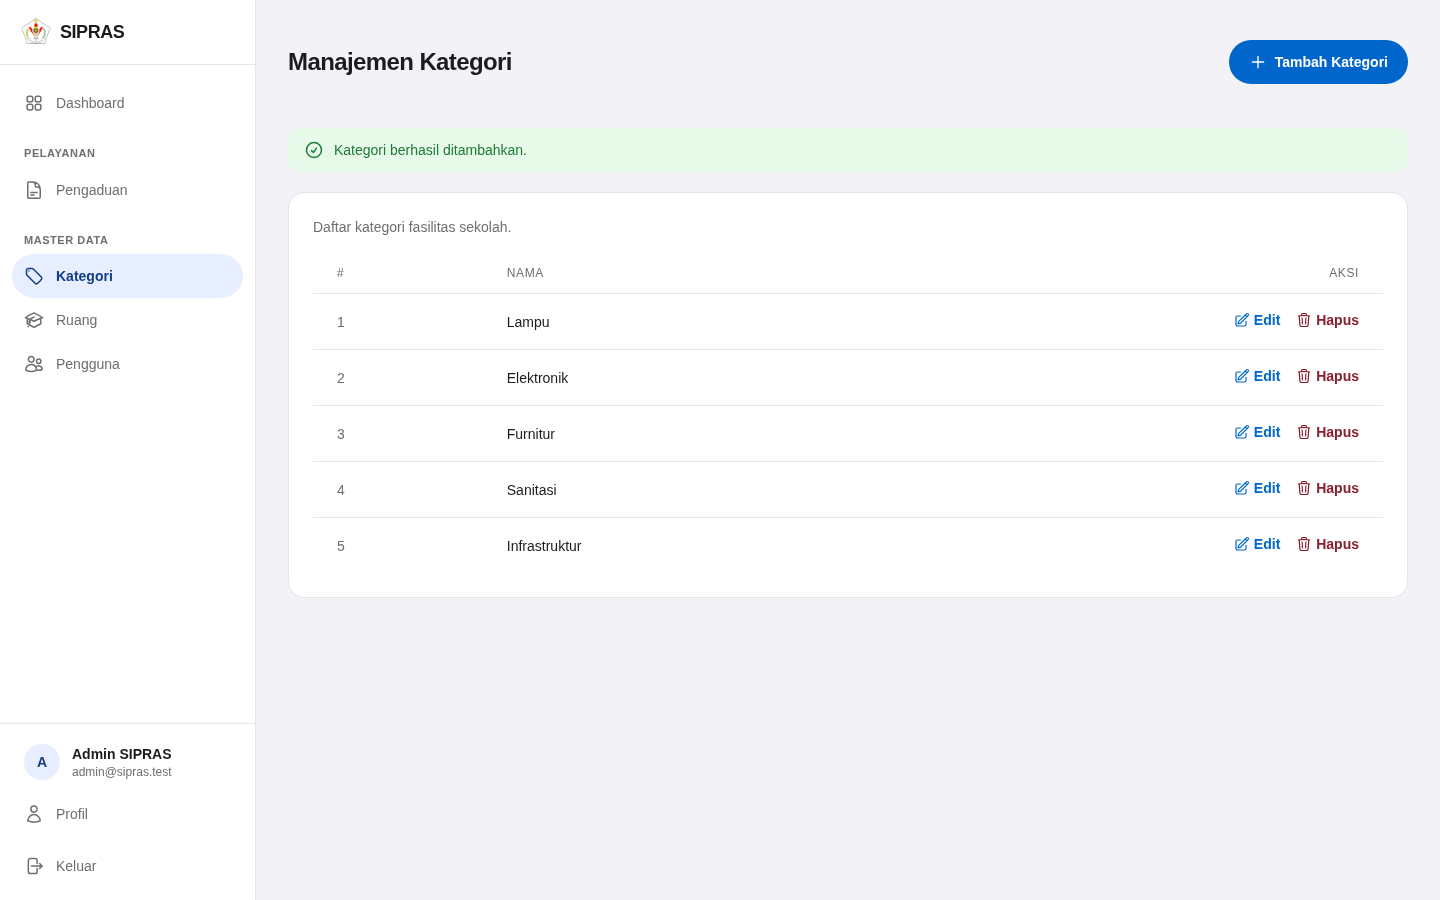 SIPRAS
Dashboard
PELAYANAN
Pengaduan
MASTER DATA
Kategori
Ruang
Pengguna
A
Admin SIPRAS
admin@sipras.test
Profil
Keluar
Manajemen Kategori
Tambah Kategori
Kategori berhasil ditambahkan.
Daftar kategori fasilitas sekolah.
# NAMA AKSI
1 Lampu Edit Hapus
2 Elektronik Edit Hapus
3 Furnitur Edit Hapus
4 Sanitasi Edit Hapus
5 Infrastruktur Edit Hapus